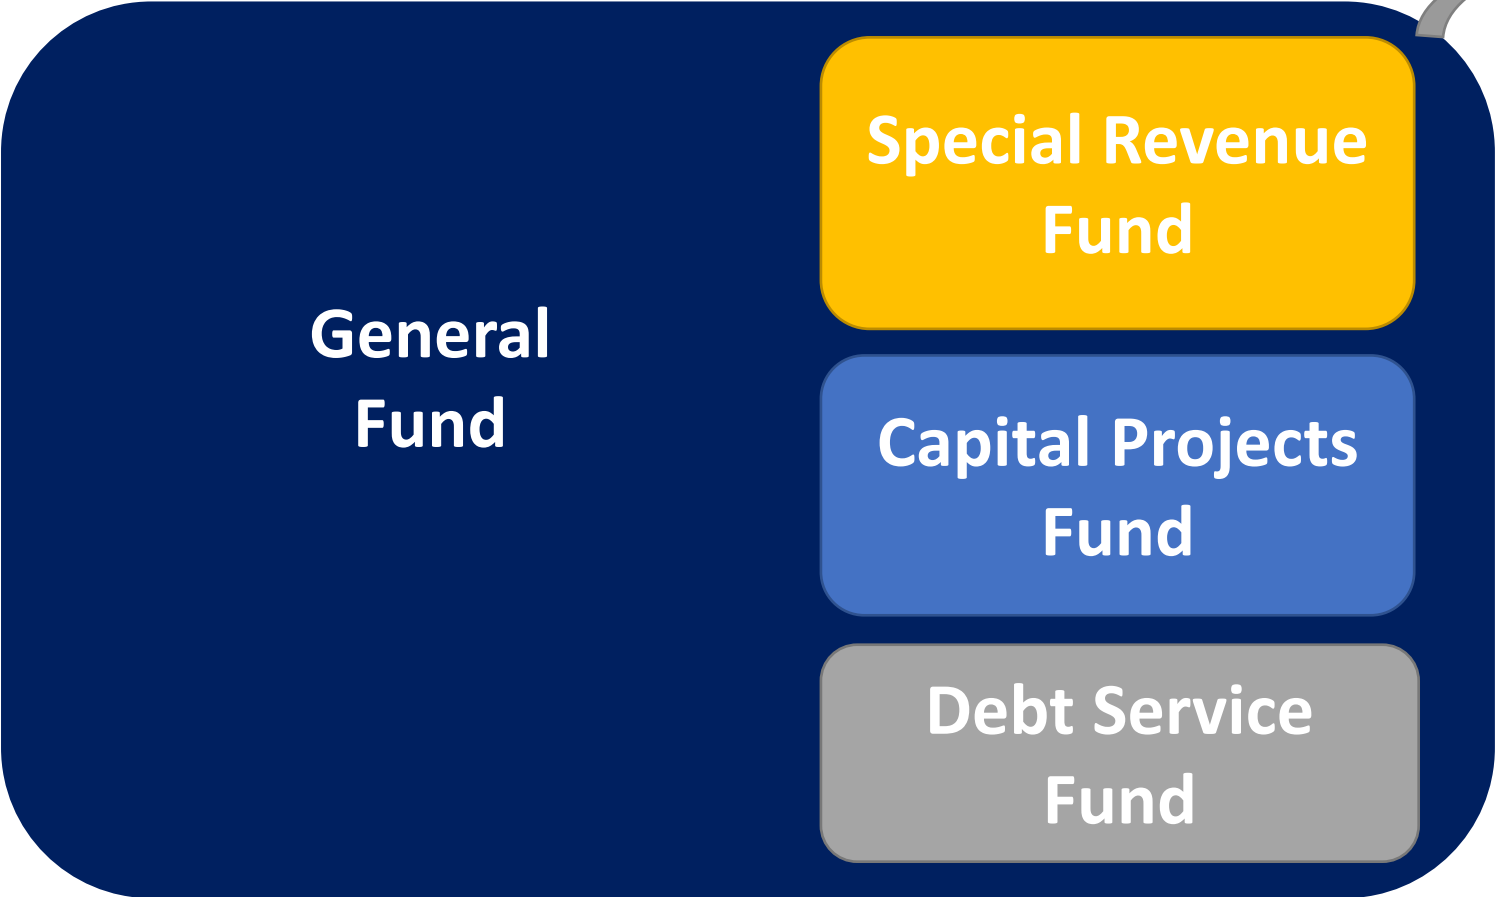 General
Fund
Special Revenue
Fund
Capital Projects
Fund
Debt Service
Fund